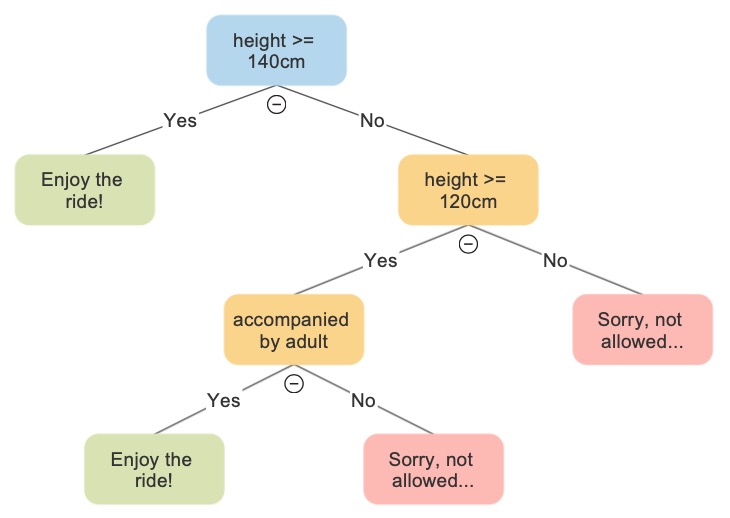 height >=
140cm
Yes
No
Enjoy the
ride!
height >=
120cm
Yes
No
accompanied
by adult
Sorry, not
allowed...
Yes
No
Enjoy the
ride!
Sorry, not
allowed...